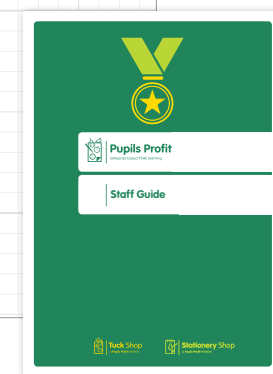 Pupils Profit
Enterprise based PSHE learning
Staff Guide
Tuck Shop
A Pupils Profit Initiative
Stationery Shop
A Pupils Profit Initiative